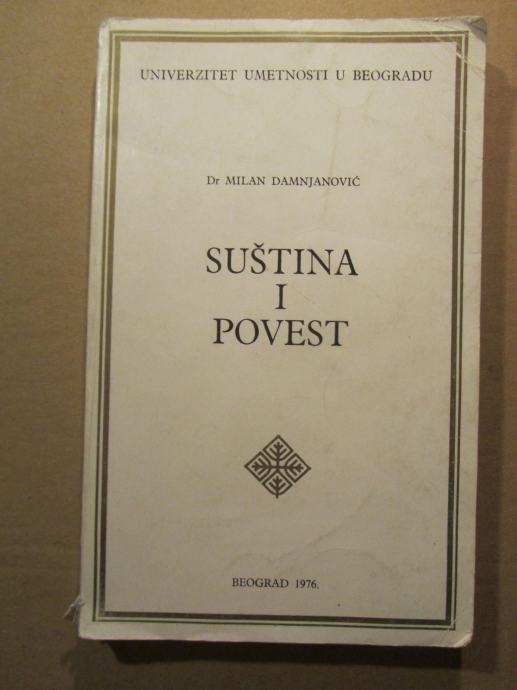 UNIVERZITET UMETNOSTI U BEOGRADU
Dr MILAN DAMNJANOVIĆ
SUŠTINA
I
POVEST
BEOGRAD 1976.